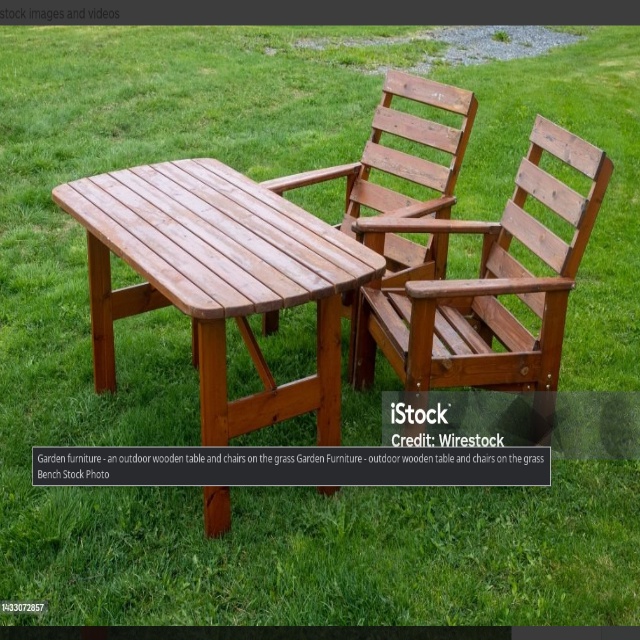 stock images and videos
iStock
Credit: Wirestock
Garden furniture - an outdoor wooden table and chairs on the grass Garden Furniture - outdoor wooden table and chairs on the grass
Bench Stock Photo
1433072857